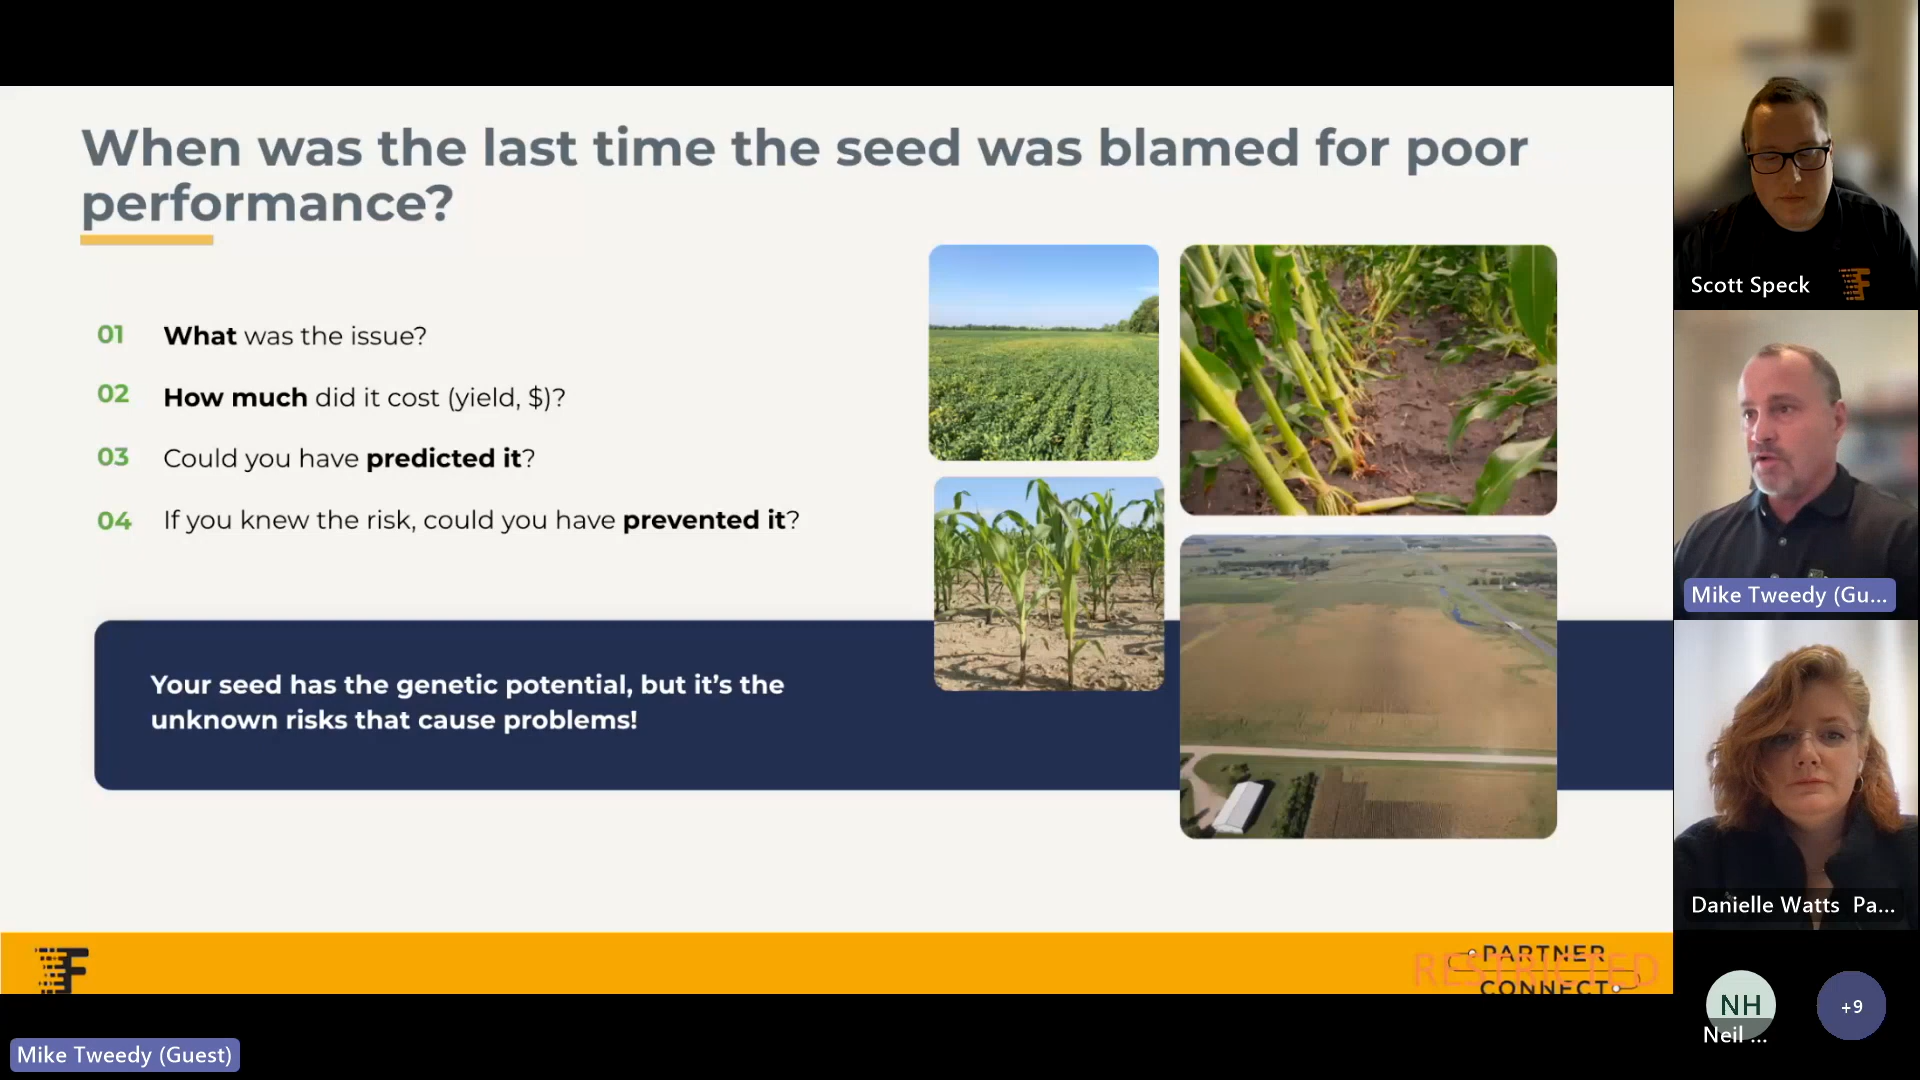 When was the last time the seed was blamed for poor
performance?
01 What was the issue?
02 How much did it cost (yield, $)?
03 Could you have predicted it?
04 If you knew the risk, could you have prevented it?
Your seed has the genetic potential, but it's the
unknown risks that cause problems!
F
PARTNER
CONNECT
RESTRICTED
Scott Speck
F
Mike Tweedy (Gu...
Danielle Watts Pa...
NH
Neil ...
+9
Mike Tweedy (Guest)